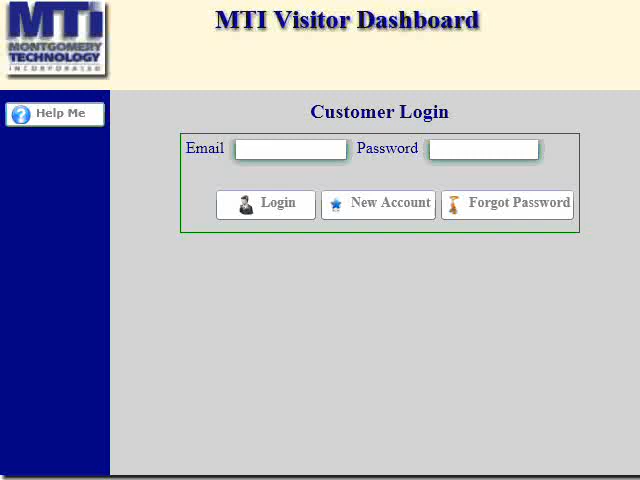 MTI
MONTGOMERY
TECHNOLOGY
INCORPORATED
MTI Visitor Dashboard
Help Me
Customer Login
Email Password
Login New Account Forgot Password